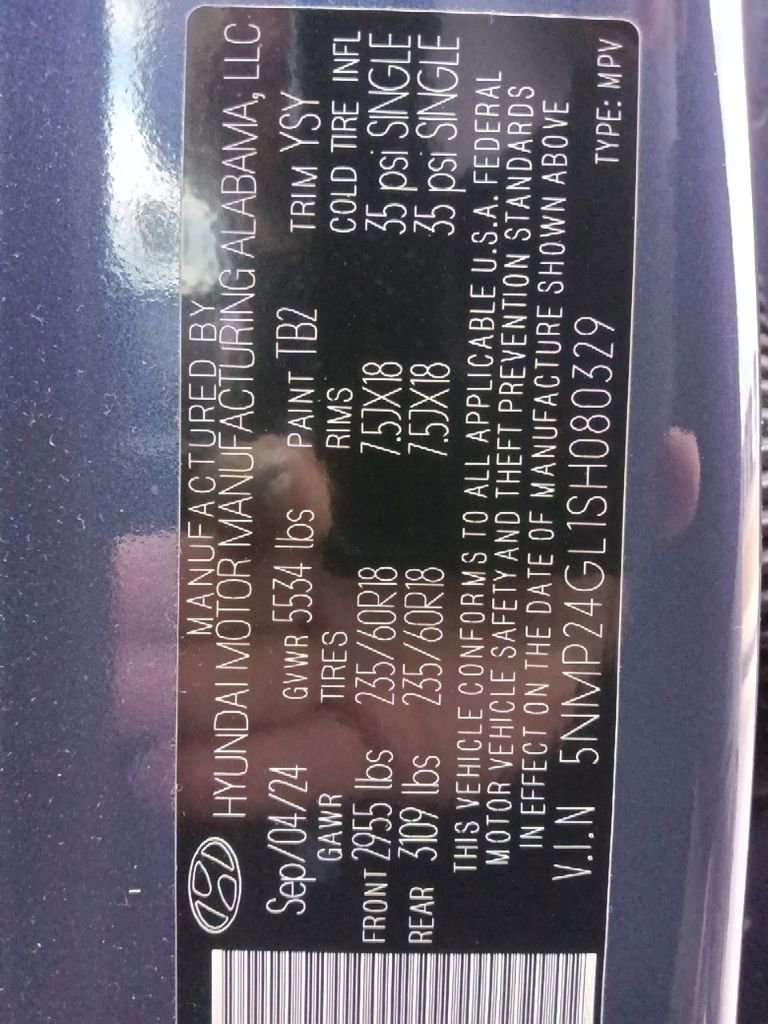 MANUFACTURED BY
HYUNDAI MOTOR MANUFACTURING ALABAMA, LLC
Sep/04/24 GVWR 5534 lbs PAINT TB2 TRIM YSY
GAWR TIRES RIMS COLD TIRE INFL
FRONT 2955 lbs 235/60R18 7.5JX18 35 psi SINGLE
REAR 3109 lbs 235/60R18 7.5JX18 35 psi SINGLE
THIS VEHICLE CONFORMS TO ALL APPLICABLE U.S.A. FEDERAL
MOTOR VEHICLE SAFETY AND THEFT PREVENTION STANDARDS
IN EFFECT ON THE DATE OF MANUFACTURE SHOWN ABOVE
V.I.N 5NMP24GL1SH080329 TYPE: MPV